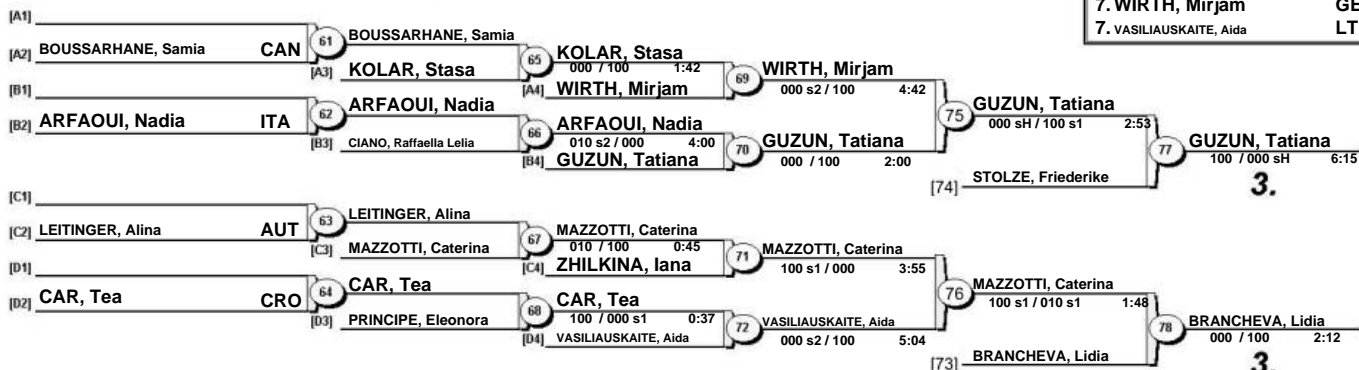 7. WIRTH, Mirjam GE
7. VASILIAUSKAITE, Aida LT
[A1]
[A2] BOUSSARHANE, Samia CAN
61
BOUSSARHANE, Samia
[A3] KOLAR, Stasa
65
KOLAR, Stasa
000 / 100 1:42
[A4] WIRTH, Mirjam
69
WIRTH, Mirjam
000 s2 / 100 4:42
[B1]
[B2] ARFAOUI, Nadia ITA
62
ARFAOUI, Nadia
[B3] CIANO, Raffaella Lelia
66
ARFAOUI, Nadia
010 s2 / 000 4:00
[B4] GUZUN, Tatiana
70
GUZUN, Tatiana
000 / 100 2:00
75
GUZUN, Tatiana
000 sH / 100 s1 2:53
[74] STOLZE, Friederike
77
GUZUN, Tatiana
100 / 000 sH 6:15
3.
[C1]
[C2] LEITINGER, Alina AUT
63
LEITINGER, Alina
[C3] MAZZOTTI, Caterina
67
MAZZOTTI, Caterina
010 / 100 0:45
[C4] ZHILKINA, Iana
71
MAZZOTTI, Caterina
100 s1 / 000 3:55
[D1]
[D2] CAR, Tea CRO
64
CAR, Tea
[D3] PRINCIPE, Eleonora
68
CAR, Tea
100 / 000 s1 0:37
[D4] VASILIAUSKAITE, Aida
72
VASILIAUSKAITE, Aida
000 s2 / 100 5:04
76
MAZZOTTI, Caterina
100 s1 / 010 s1 1:48
[73] BRANCHEVA, Lidia
78
BRANCHEVA, Lidia
000 / 100 2:12
3.